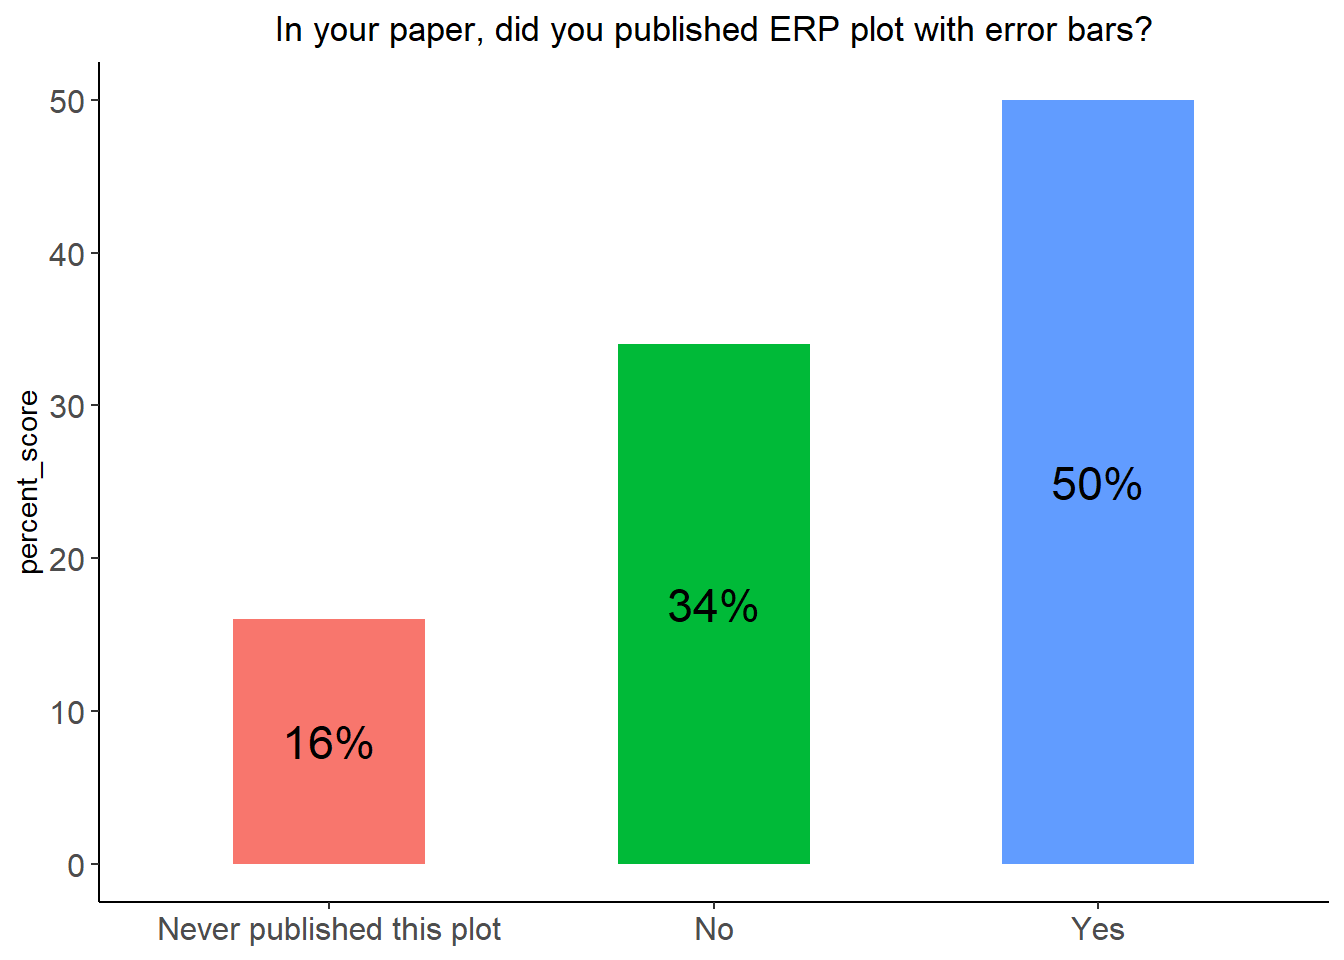 In your paper, did you published ERP plot with error bars?
percent_score
50
40
30
20
10
0
16%
34%
50%
Never published this plot
No
Yes